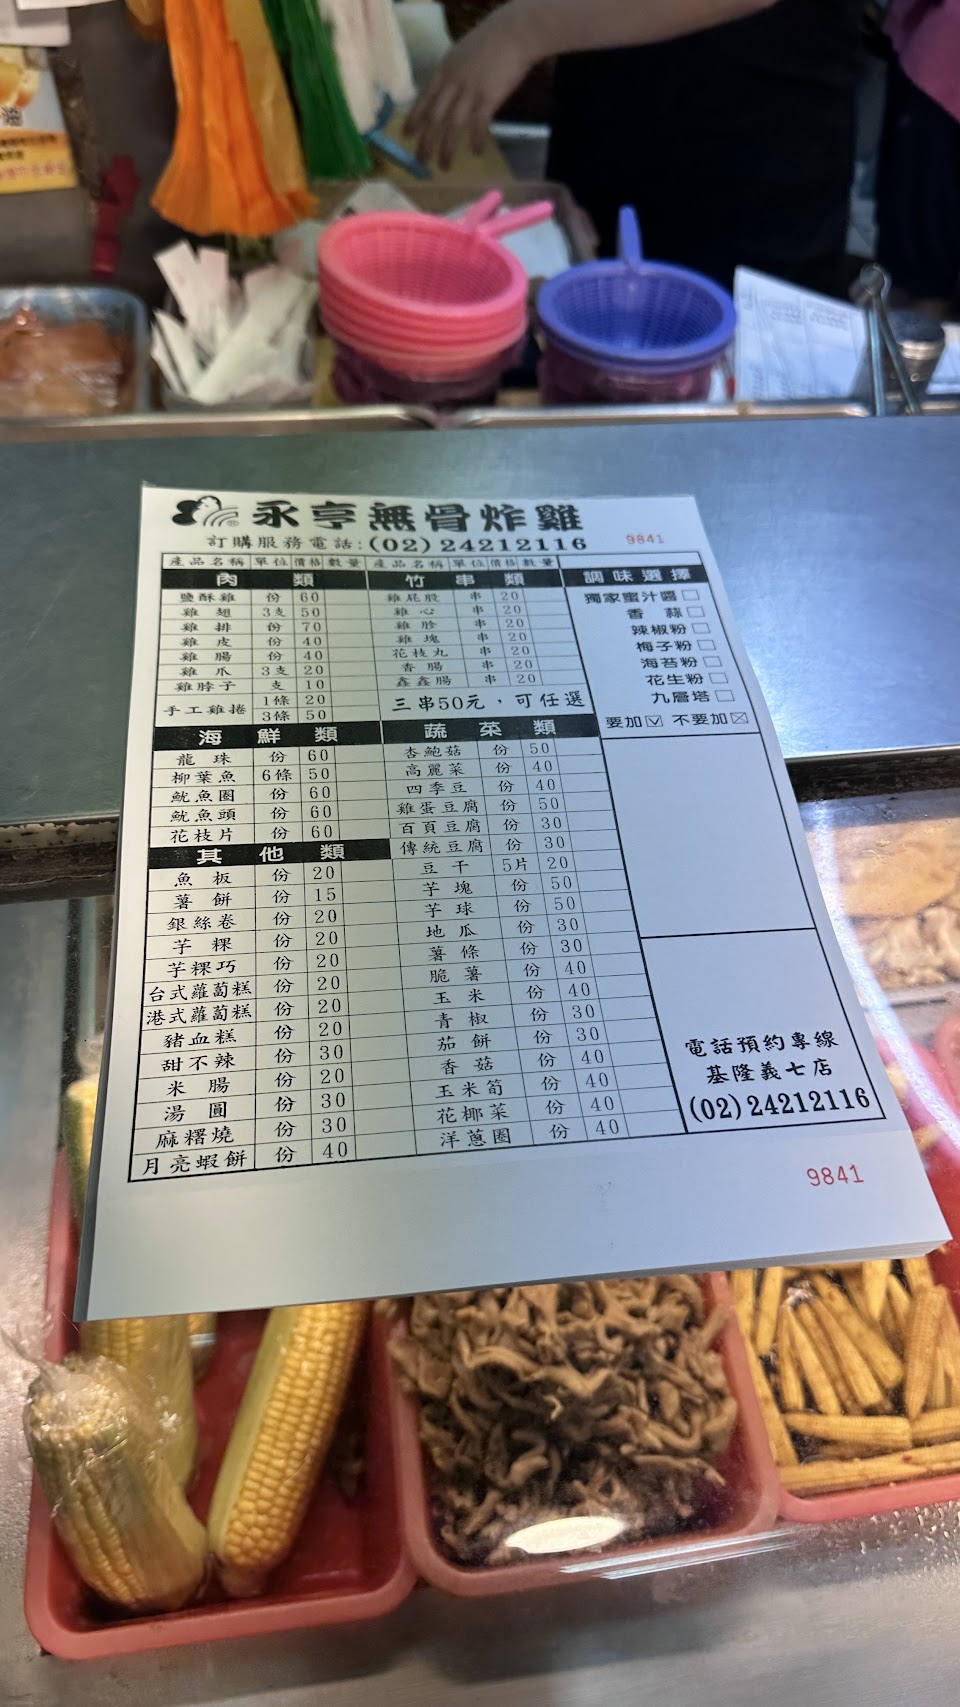 永亨無骨炸雞
訂購服務電話:(02)24212116
9841
產品名稱 單位 價格 數量 產品名稱 單位 價格 數量
肉類
鹽酥雞 份 60
雞翅 3支 50
雞排 份 70
雞皮 份 40
雞腸 份 40
雞爪 3支 20
雞脖子 支 10
手工雞捲 1條 20
3條 50
海鮮類
龍珠 份 60
柳葉魚 6條 50
魷魚圈 份 60
魷魚頭 份 60
花枝片 份 60
其他類
魚板 份 20
薯餅 份 15
銀絲卷 份 20
芋粿 份 20
芋粿巧 份 20
台式蘿蔔糕 份 20
港式蘿蔔糕 份 20
豬血糕 份 20
甜不辣 份 30
米腸 份 20
湯圓 份 30
麻糬燒 份 30
月亮蝦餅 份 40
竹串類
雞屁股 串 20
雞心 串 20
雞胗 串 20
雞塊 串 20
花枝丸 串 20
香腸 串 20
鑫鑫腸 串 20
三串50元，可任選
蔬菜類
杏鮑菇 份 50
高麗菜 份 40
四季豆 份 40
雞蛋豆腐 份 50
百頁豆腐 份 30
傳統豆腐 份 30
豆干 5片 20
芋塊 份 50
芋球 份 50
地瓜 份 30
薯條 份 30
脆薯 份 40
玉米 份 40
青椒 份 30
茄餅 份 30
香菇 份 40
玉米筍 份 40
花椰菜 份 40
洋蔥圈 份 40
調味選擇
獨家蜜汁醬□
香蒜□
辣椒粉□
梅子粉□
海苔粉□
花生粉□
九層塔□
要加☑ 不要加☒
電話預約專線
基隆義七店
(02)24212116
9841